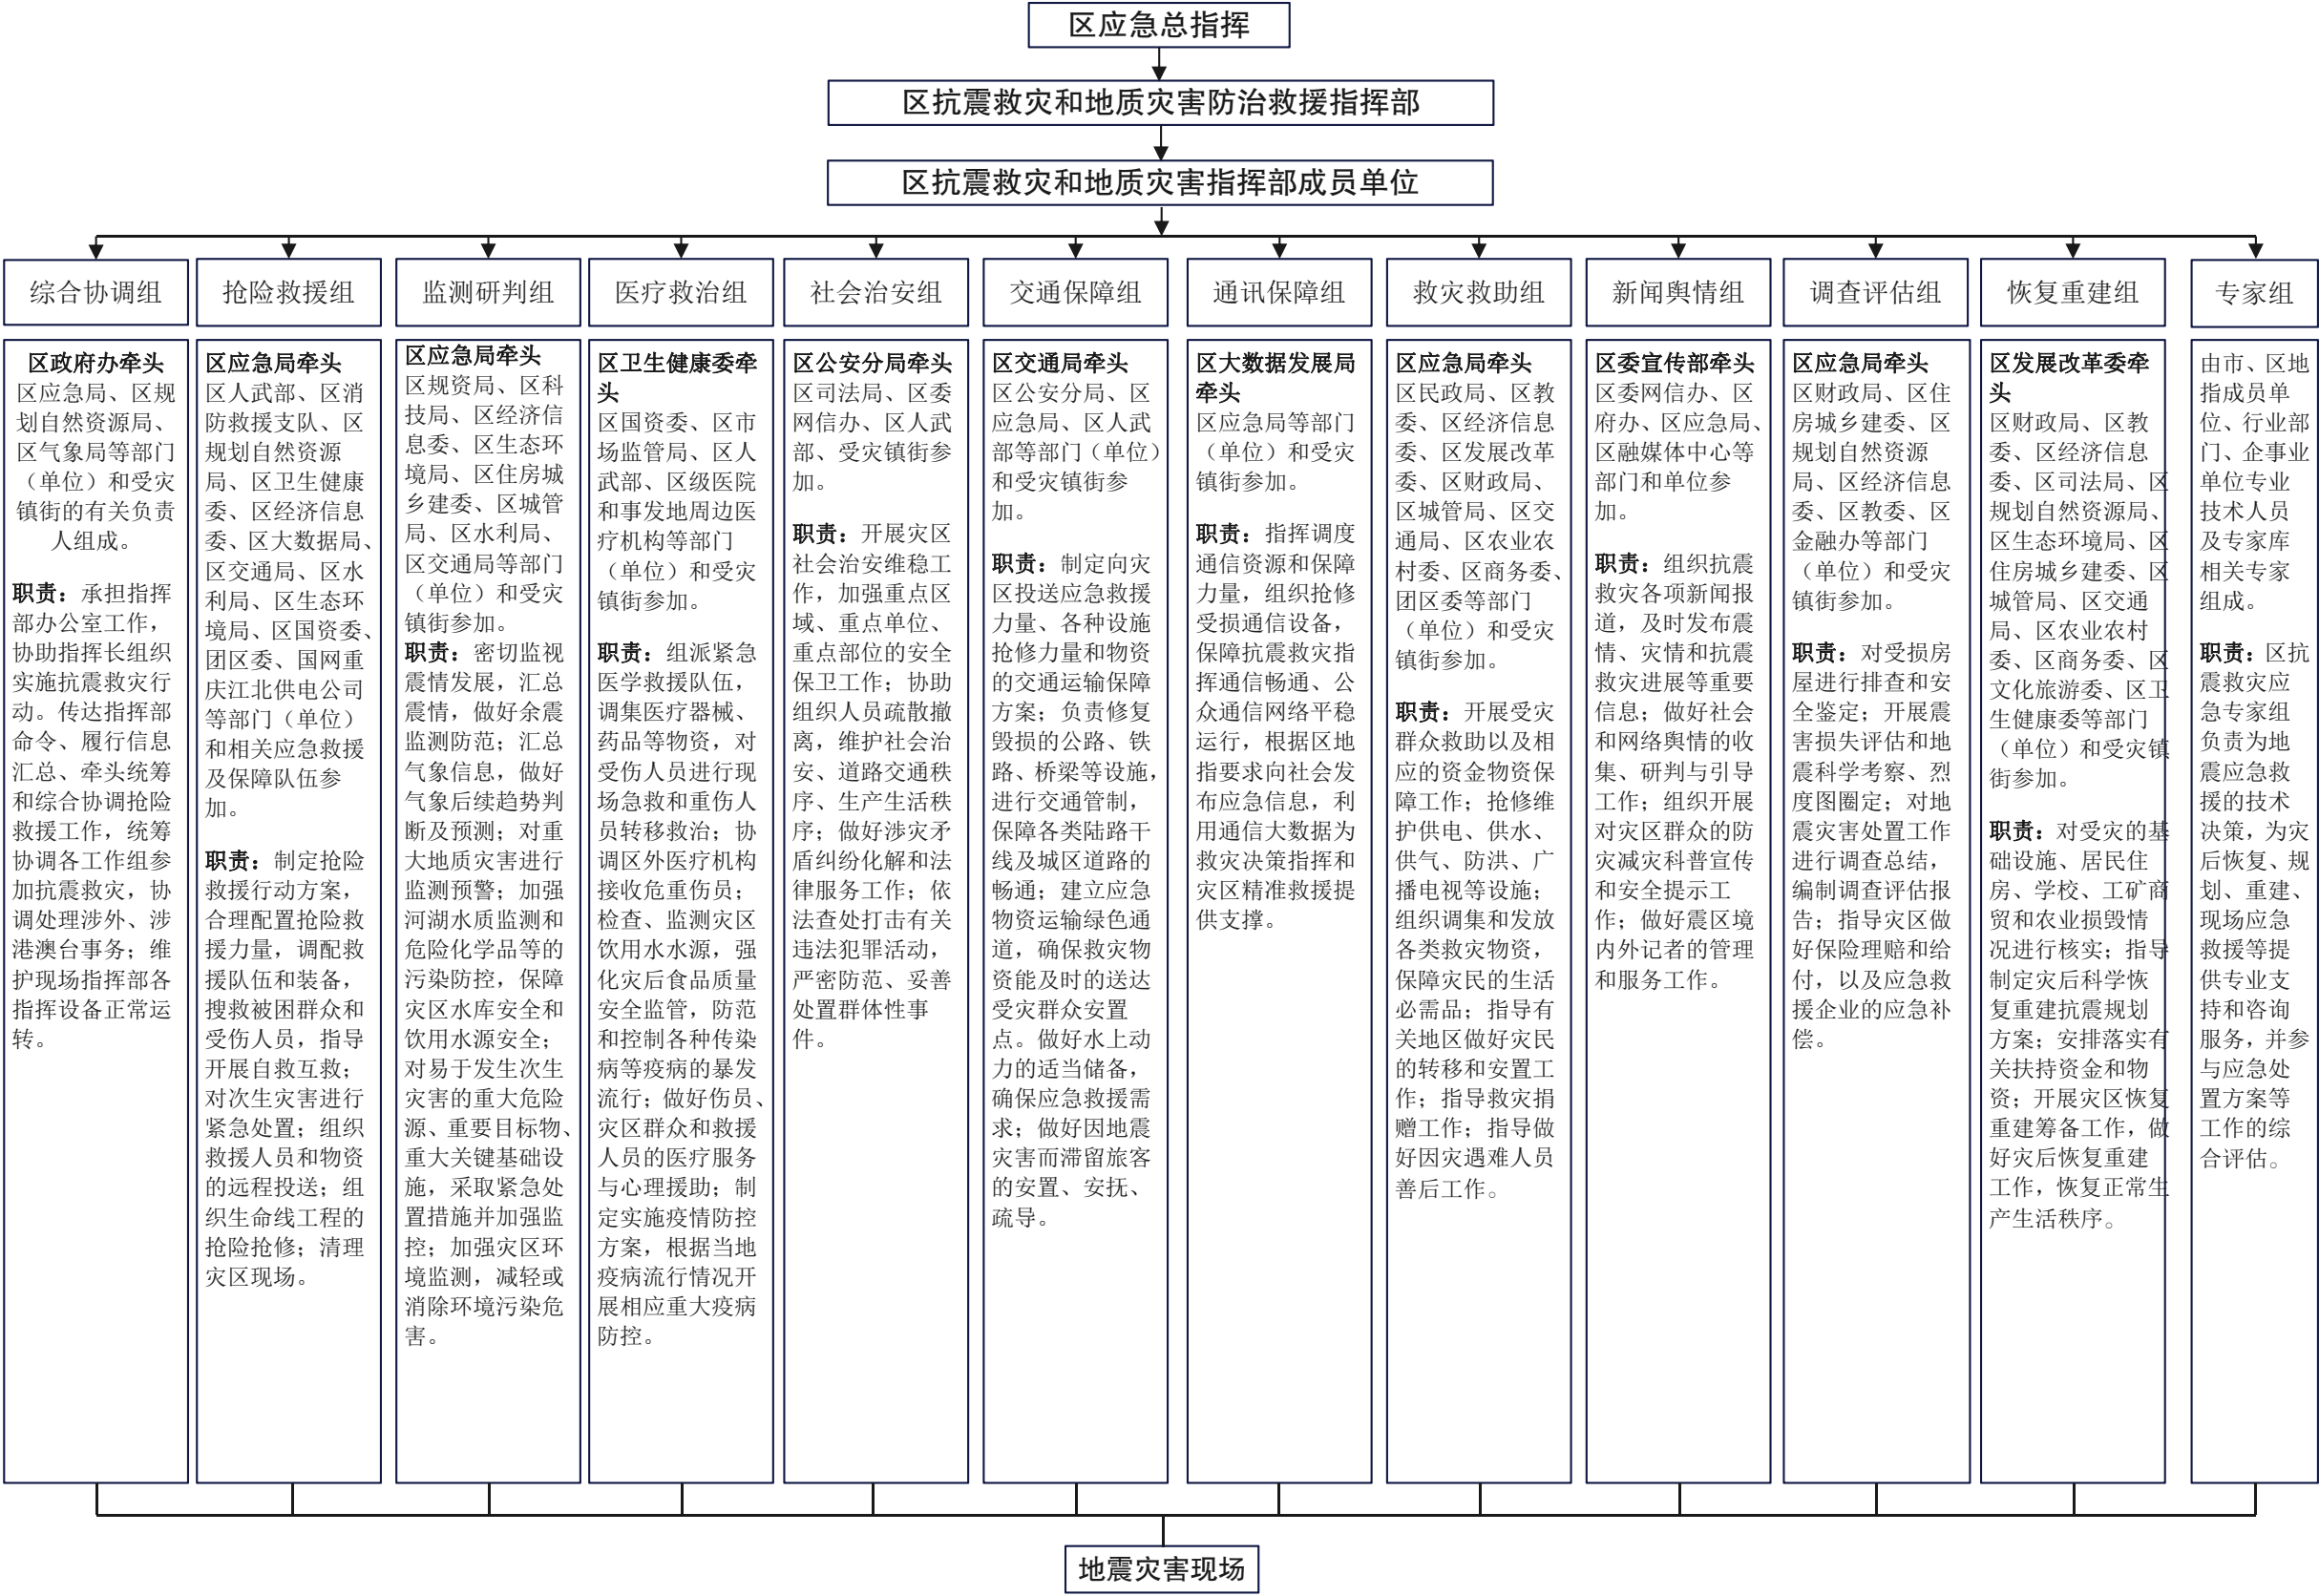 区应急总指挥
区抗震救灾和地质灾害防治救援指挥部
区抗震救灾和地质灾害指挥部成员单位
综合协调组
抢险救援组
监测研判组
医疗救治组
社会治安组
交通保障组
通讯保障组
救灾救助组
新闻舆情组
调查评估组
恢复重建组
专家组
区政府办牵头
区应急局、区规
划自然资源局、
区气象局等部门
（单位）和受灾
镇街的有关负责
人组成。
职责：承担指挥
部办公室工作，
协助指挥长组织
实施抗震救灾行
动。传达指挥部
命令、履行信息
汇总、牵头统筹
和综合协调抢险
救援工作，统筹
协调各工作组参
加抗震救灾，协
调处理涉外、涉
港澳台事务；维
护现场指挥部各
指挥设备正常运
转。
区应急局牵头
区人武部、区消
防救援支队、区
规划自然资源
局、区卫生健康
委、区经济信息
委、区大数据局、
区交通局、区水
利局、区生态环
境局、区国资委、
团区委、国网重
庆江北供电公司
等部门（单位）
和相关应急救援
及保障队伍参
加。
职责：制定抢险
救援行动方案，
合理配置抢险救
援力量，调配救
援队伍和装备，
搜救被困群众和
受伤人员，指导
开展自救互救；
对次生灾害进行
紧急处置；组织
救援人员和物资
的远程投送；组
织生命线工程的
抢险抢修；清理
灾区现场。
区应急局牵头
区规资局、区科
技局、区经济信
息委、区生态环
境局、区住房城
乡建委、区城管
局、区水利局、
区交通局等部门
（单位）和受灾
镇街参加。
职责：密切监视
震情发展，汇总
震情，做好余震
监测防范；汇总
气象信息，做好
气象后续趋势判
断及预测；对重
大地质灾害进行
监测预警；加强
河湖水质监测和
危险化学品等的
污染防控，保障
灾区水库安全和
饮用水源安全；
对易于发生次生
灾害的重大危险
源、重要目标物、
重大关键基础设
施，采取紧急处
置措施并加强监
控；加强灾区环
境监测，减轻或
消除环境污染危
害。
区卫生健康委牵
头
区国资委、区市
场监管局、区人
武部、区级医院
和事发地周边医
疗机构等部门
（单位）和受灾
镇街参加。
职责：组派紧急
医学救援队伍，
调集医疗器械、
药品等物资，对
受伤人员进行现
场急救和重伤人
员转移救治；协
调区外医疗机构
接收危重伤员；
检查、监测灾区
饮用水水源，强
化灾后食品质量
安全监管，防范
和控制各种传染
病等疫病的暴发
流行；做好伤员、
灾区群众和救援
人员的医疗服务
与心理援助；制
定实施疫情防控
方案，根据当地
疫病流行情况开
展相应重大疫病
防控。
区公安分局牵头
区司法局、区委
网信办、区人武
部、受灾镇街参
加。
职责：开展灾区
社会治安维稳工
作，加强重点区
域、重点单位、
重点部位的安全
保卫工作；协助
组织人员疏散撤
离，维护社会治
安、道路交通秩
序、生产生活秩
序；做好涉灾矛
盾纠纷化解和法
律服务工作；依
法查处打击有关
违法犯罪活动，
严密防范、妥善
处置群体性事
件。
区交通局牵头
区公安分局、区
应急局、区人武
部等部门（单位）
和受灾镇街参
加。
职责：制定向灾
区投送应急救援
力量、各种设施
抢修力量和物资
的交通运输保障
方案；负责修复
毁损的公路、铁
路、桥梁等设施，
进行交通管制，
保障各类陆路干
线及城区道路的
畅通；建立应急
物资运输绿色通
道，确保救灾物
资能及时的送达
受灾群众安置
点。做好水上动
力的适当储备，
确保应急救援需
求；做好因地震
灾害而滞留旅客
的安置、安抚、
疏导。
区大数据发展局
牵头
区应急局等部门
（单位）和受灾
镇街参加。
职责：指挥调度
通信资源和保障
力量，组织抢修
受损通信设备，
保障抗震救灾指
挥通信畅通、公
众通信网络平稳
运行，根据区地
指要求向社会发
布应急信息，利
用通信大数据为
救灾决策指挥和
灾区精准救援提
供支撑。
区应急局牵头
区民政局、区教
委、区经济信息
委、区发展改革
委、区财政局、
区城管局、区交
通局、区农业农
村委、区商务委、
团区委等部门
（单位）和受灾
镇街参加。
职责：开展受灾
群众救助以及相
应的资金物资保
障工作；抢修维
护供电、供水、
供气、防洪、广
播电视等设施；
组织调集和发放
各类救灾物资，
保障灾民的生活
必需品；指导有
关地区做好灾民
的转移和安置工
作；指导救灾捐
赠工作；指导做
好因灾遇难人员
善后工作。
区委宣传部牵头
区委网信办、区
府办、区应急局、
区融媒体中心等
部门和单位参
加。
职责：组织抗震
救灾各项新闻报
道，及时发布震
情、灾情和抗震
救灾进展等重要
信息；做好社会
和网络舆情的收
集、研判与引导
工作；组织开展
对灾区群众的防
灾减灾科普宣传
和安全提示工
作；做好震区境
内外记者的管理
和服务工作。
区应急局牵头
区财政局、区住
房城乡建委、区
规划自然资源
局、区经济信息
委、区教委、区
金融办等部门
（单位）和受灾
镇街参加。
职责：对受损房
屋进行排查和安
全鉴定；开展震
害损失评估和地
震科学考察、烈
度图圈定；对地
震灾害处置工作
进行调查总结，
编制调查评估报
告；指导灾区做
好保险理赔和给
付，以及应急救
援企业的应急补
偿。
区发展改革委牵
头
区财政局、区教
委、区经济信息
委、区司法局、区
规划自然资源局、
区生态环境局、区
住房城乡建委、区
城管局、区交通
局、区农业农村
委、区商务委、区
文化旅游委、区卫
生健康委等部门
（单位）和受灾镇
街参加。
职责：对受灾的基
础设施、居民住
房、学校、工矿商
贸和农业损毁情
况进行核实；指导
制定灾后科学恢
复重建抗震规划
方案；安排落实有
关扶持资金和物
资；开展灾区恢复
重建筹备工作，做
好灾后恢复重建
工作，恢复正常生
产生活秩序。
由市、区地
指成员单
位、行业部
门、企事业
单位专业
技术人员
及专家库
相关专家
组成。
职责：区抗
震救灾应
急专家组
负责为地
震应急救
援的技术
决策，为灾
后恢复、规
划、重建、
现场应急
救援等提
供专业支
持和咨询
服务，并参
与应急处
置方案等
工作的综
合评估。
地震灾害现场